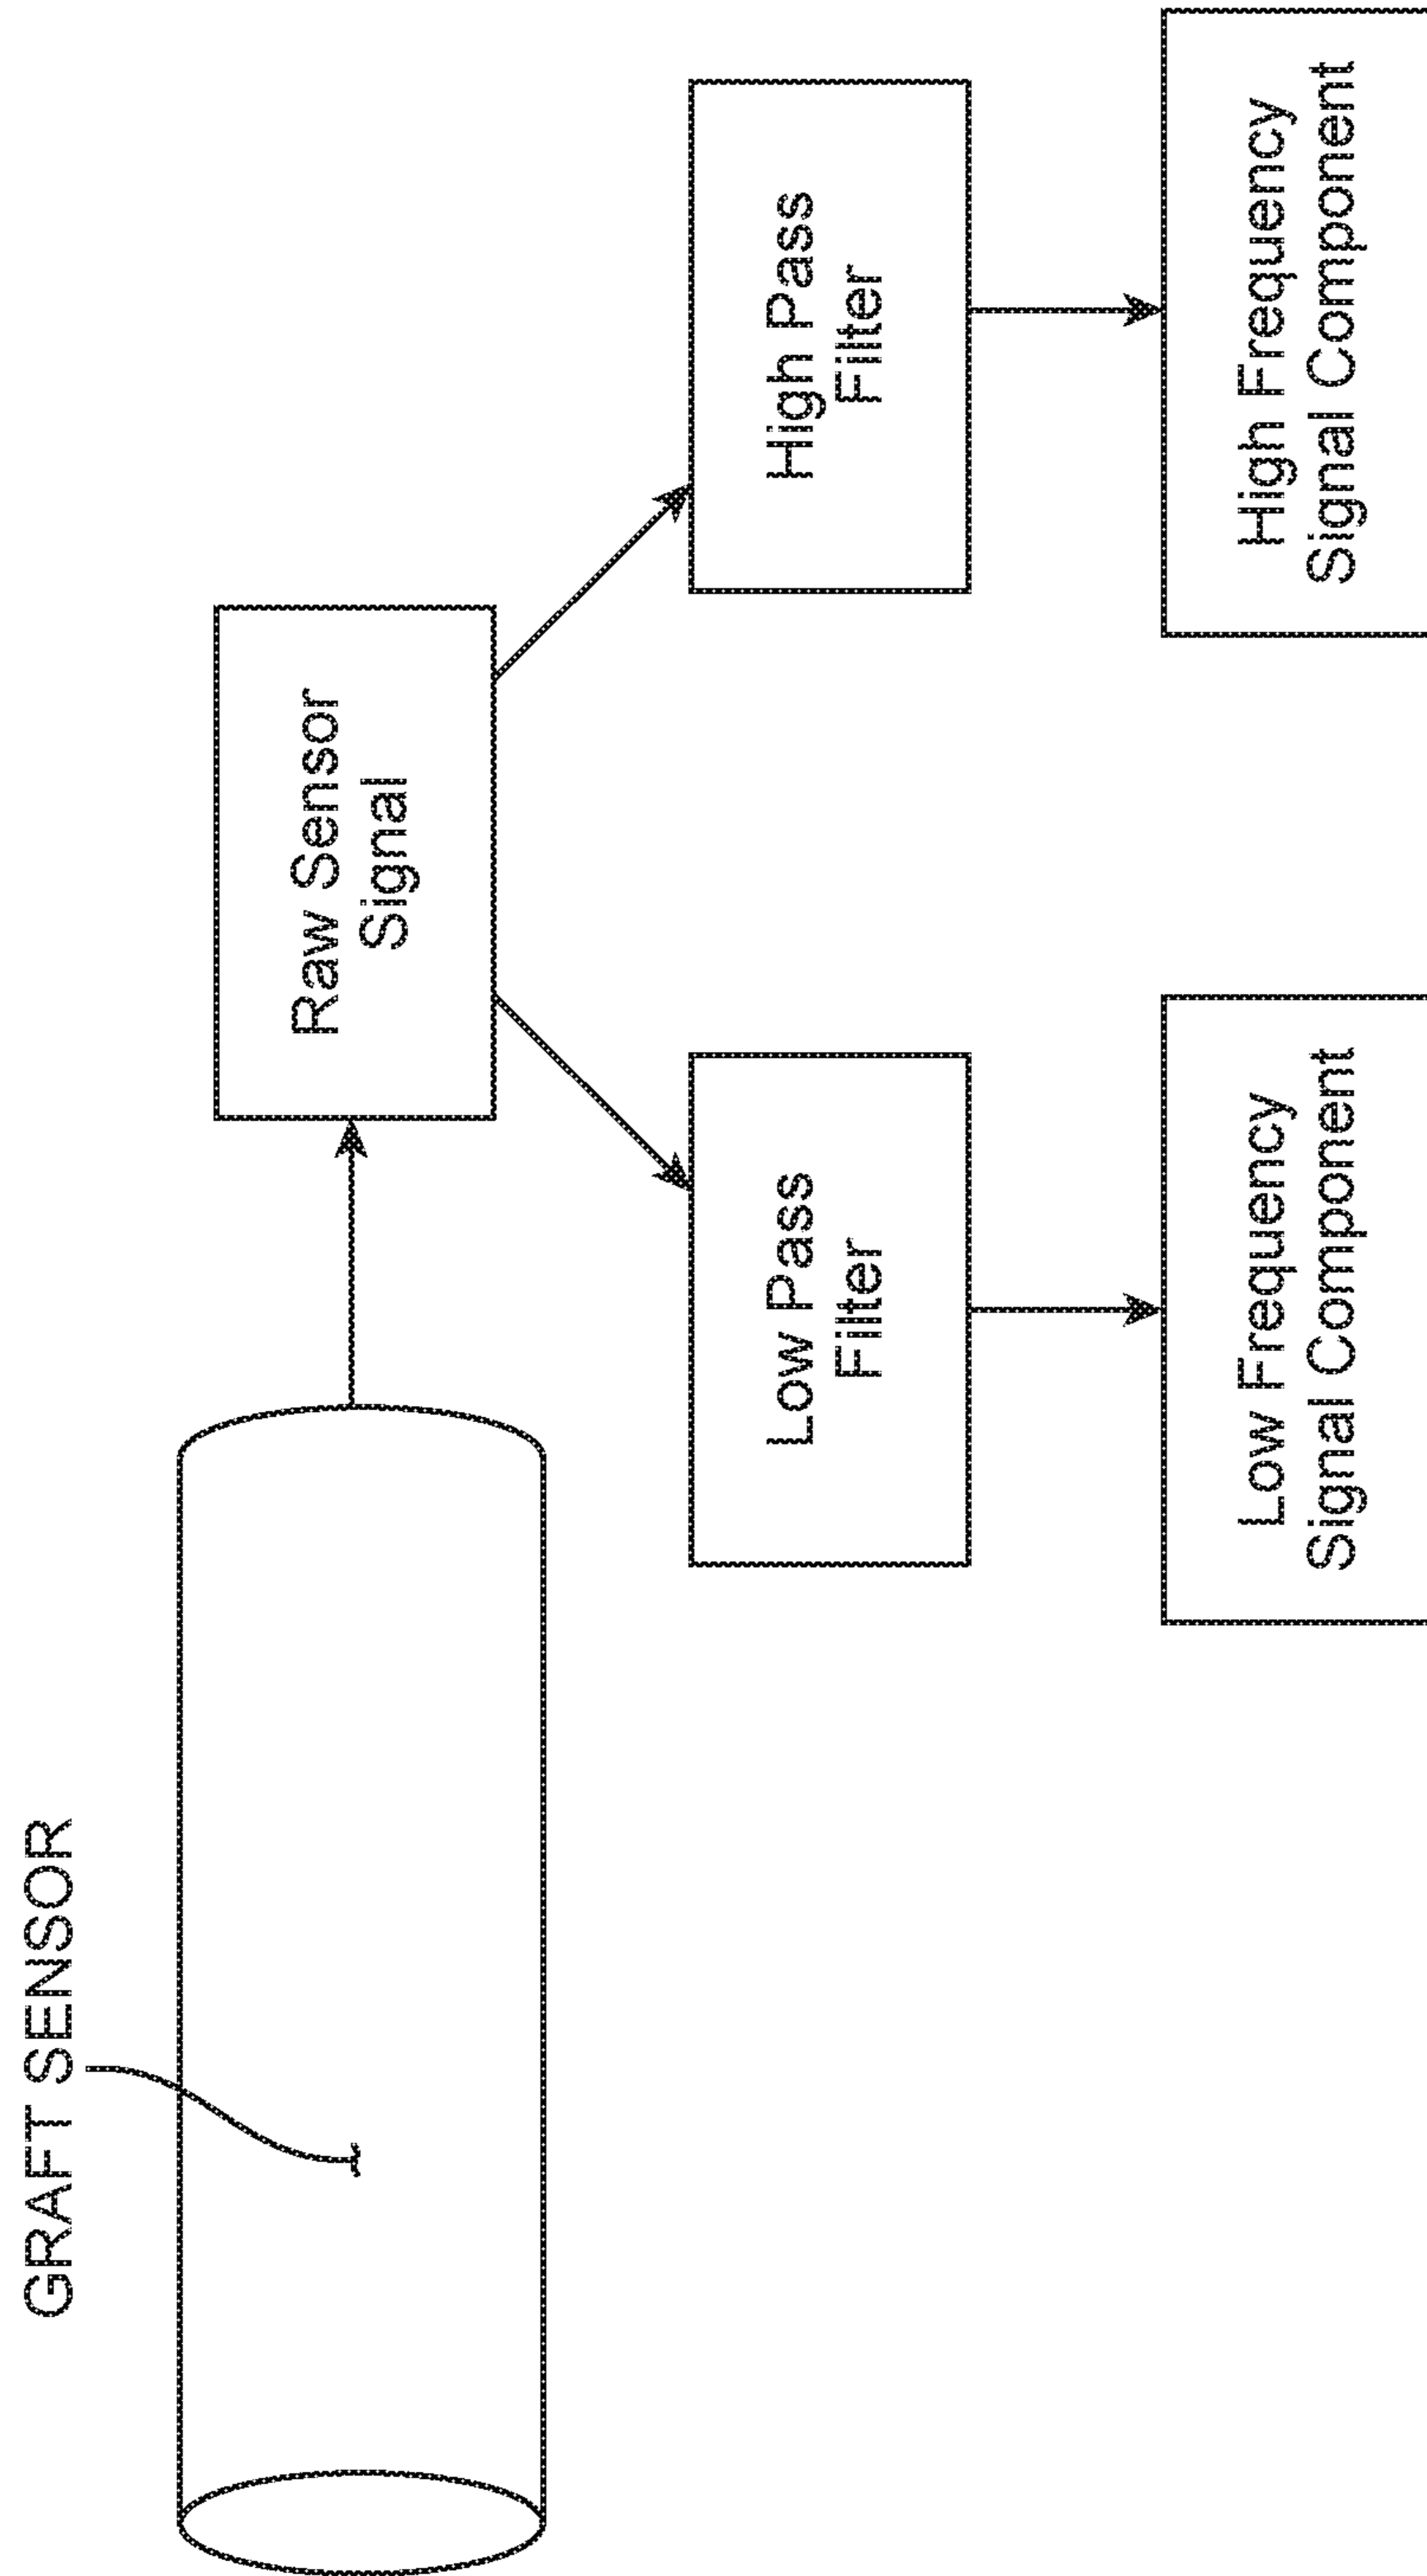 GRAFT SENSOR
Raw Sensor
Signal
Low Pass
Filter
High Pass
Filter
Low Frequency
Signal Component
High Frequency
Signal Component